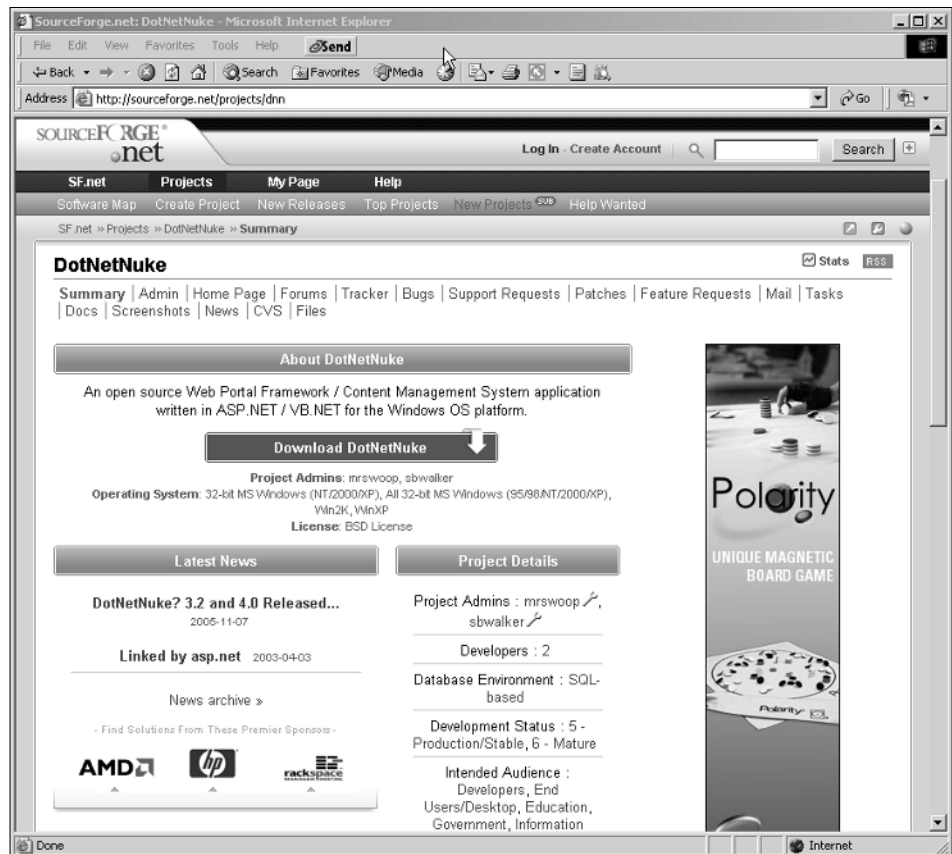 SourceForge.net: DotNetNuke - Microsoft Internet Explorer
File Edit View Favorites Tools Help Send
Back Search Favorites Media
Address http://sourceforge.net/projects/dnn Go
SOURCEFORGE®
.net
Log In - Create Account Search
SF.net Projects My Page Help
Software Map Create Project New Releases Top Projects New Projects SUB Help Wanted
SF.net » Projects » DotNetNuke » Summary
DotNetNuke
Stats RSS
Summary | Admin | Home Page | Forums | Tracker | Bugs | Support Requests | Patches | Feature Requests | Mail | Tasks
| Docs | Screenshots | News | CVS | Files
About DotNetNuke
An open source Web Portal Framework / Content Management System application
written in ASP.NET / VB.NET for the Windows OS platform.
Download DotNetNuke
Project Admins: mrswoop, sbwalker
Operating System: 32-bit MS Windows (NT/2000/XP), All 32-bit MS Windows (95/98/NT/2000/XP),
Win2K, WinXP
License: BSD License
Latest News
DotNetNuke? 3.2 and 4.0 Released...
2005-11-07
Linked by asp.net 2003-04-03
News archive »
- Find Solutions From These Premier Sponsors -
AMD
hp
rackspace
Project Details
Project Admins : mrswoop,
sbwalker
Developers : 2
Database Environment : SQL-
based
Development Status : 5 -
Production/Stable, 6 - Mature
Intended Audience :
Developers, End
Users/Desktop, Education,
Government, Information
Polarity
UNIQUE MAGNETIC
BOARD GAME
Polarity
Done Internet